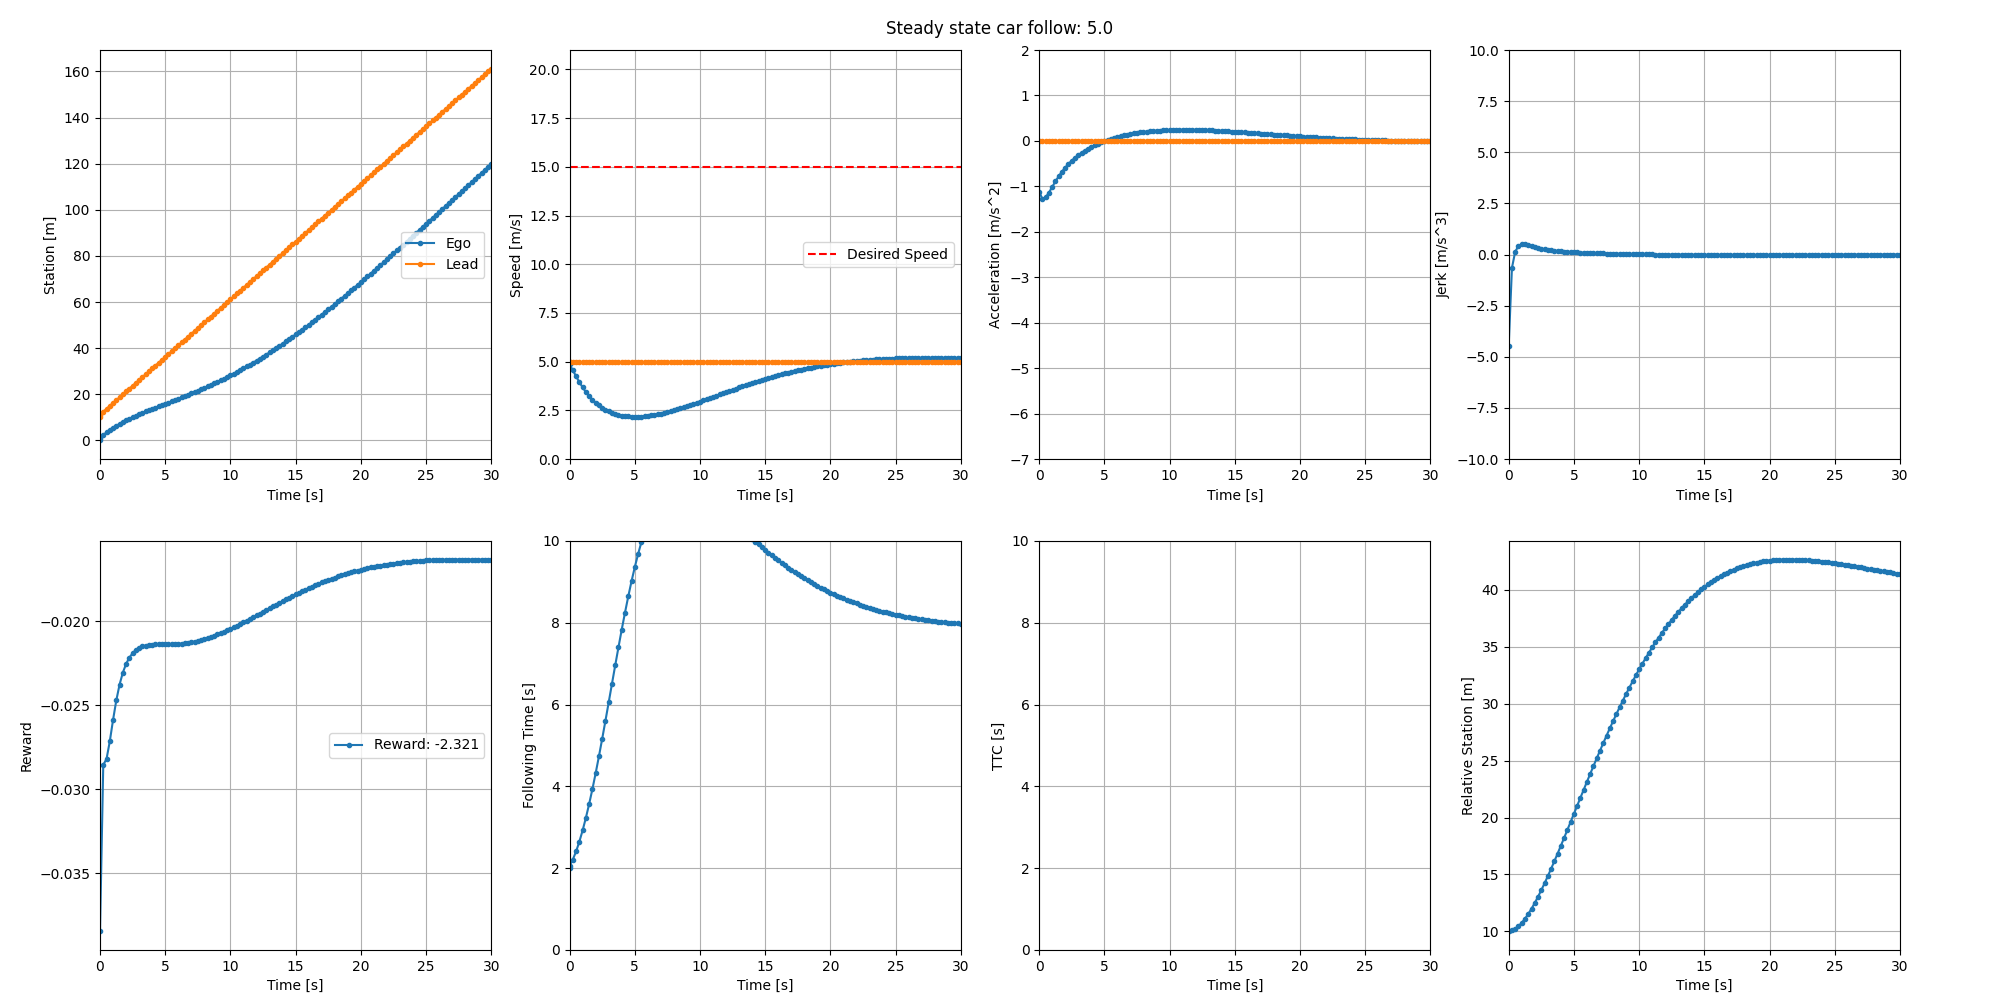 Steady state car follow: 5.0
Station [m]
160
140
120
100
80
60
40
20
0
Ego
Lead
0 5 10 15 20 25 30
Time [s]
Speed [m/s]
20.0
17.5
15.0
12.5
10.0
7.5
5.0
2.5
0.0
Desired Speed
0 5 10 15 20 25 30
Time [s]
Acceleration [m/s^2]
2
1
0
−1
−2
−3
−4
−5
−6
−7
0 5 10 15 20 25 30
Time [s]
Jerk [m/s^3]
10.0
7.5
5.0
2.5
0.0
−2.5
−5.0
−7.5
−10.0
0 5 10 15 20 25 30
Time [s]
Reward
−0.020
−0.025
−0.030
−0.035
Reward: -2.321
0 5 10 15 20 25 30
Time [s]
Following Time [s]
10
8
6
4
2
0
0 5 10 15 20 25 30
Time [s]
TTC [s]
10
8
6
4
2
0
0 5 10 15 20 25 30
Time [s]
Relative Station [m]
40
35
30
25
20
15
10
0 5 10 15 20 25 30
Time [s]